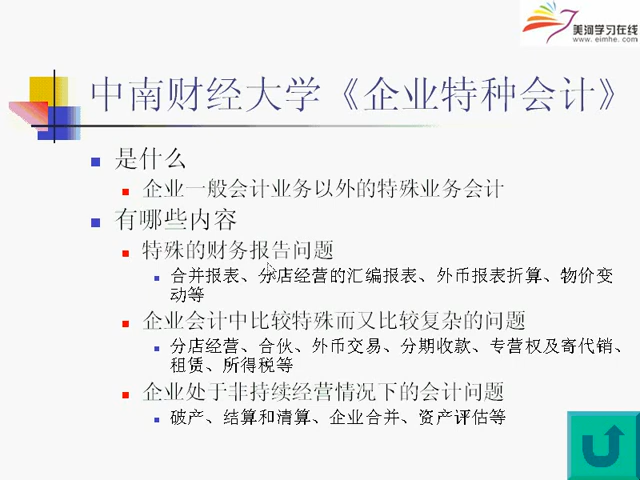 美河学习在线
www.eimhe.com
中南财经大学《企业特种会计》
是什么
企业一般会计业务以外的特殊业务会计
有哪些内容
特殊的财务报告问题
合并报表、分店经营的汇编报表、外币报表折算、物价变
动等
企业会计中比较特殊而又比较复杂的问题
分店经营、合伙、外币交易、分期收款、专营权及寄代销、
租赁、所得税等
企业处于非持续经营情况下的会计问题
破产、结算和清算、企业合并、资产评估等